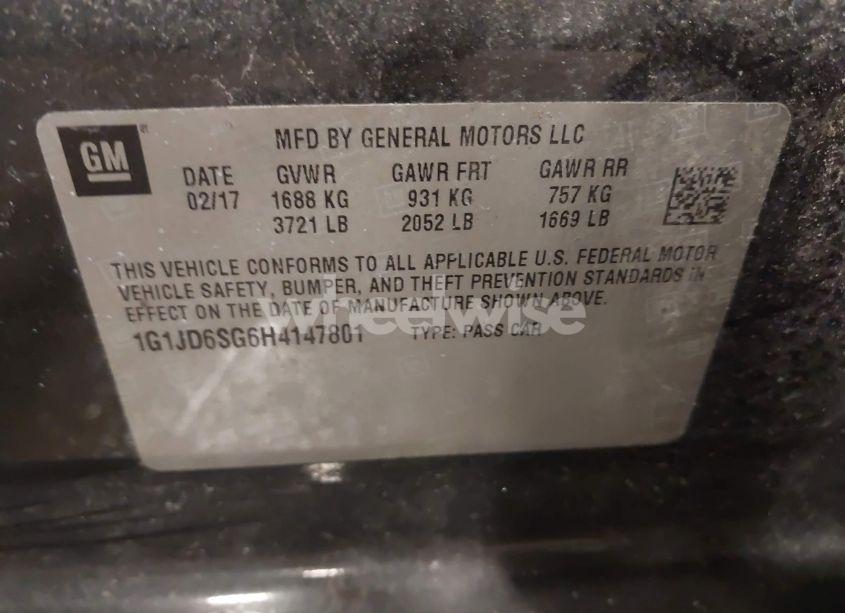 GM
MFD BY GENERAL MOTORS LLC
DATE GVWR GAWR FRT GAWR RR
02/17 1688 KG 931 KG 757 KG
3721 LB 2052 LB 1669 LB
THIS VEHICLE CONFORMS TO ALL APPLICABLE U.S. FEDERAL MOTOR
VEHICLE SAFETY, BUMPER, AND THEFT PREVENTION STANDARDS IN
EFFECT ON THE DATE OF MANUFACTURE SHOWN ABOVE.
wheelwise
1G1JD6SG6H4147801 TYPE: PASS CAR